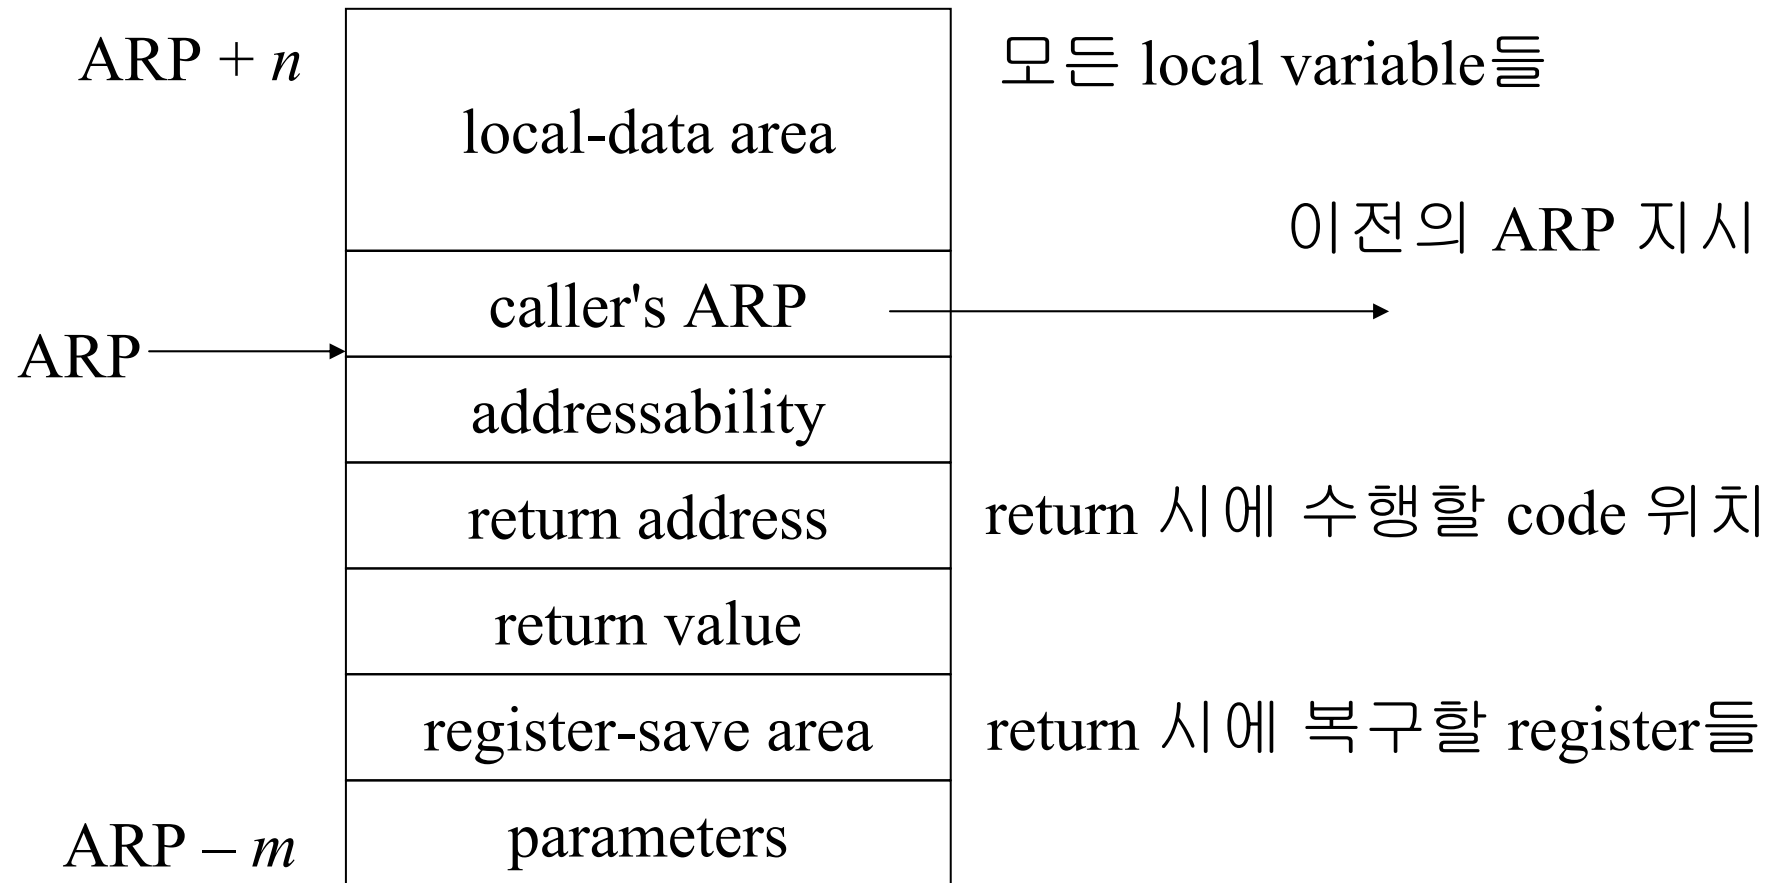 ARP + n
모든 local variable들
local-data area
이전의 ARP 지시
caller's ARP
ARP
addressability
return address
return 시에 수행할 code 위치
return value
register-save area
return 시에 복구할 register들
parameters
ARP – m